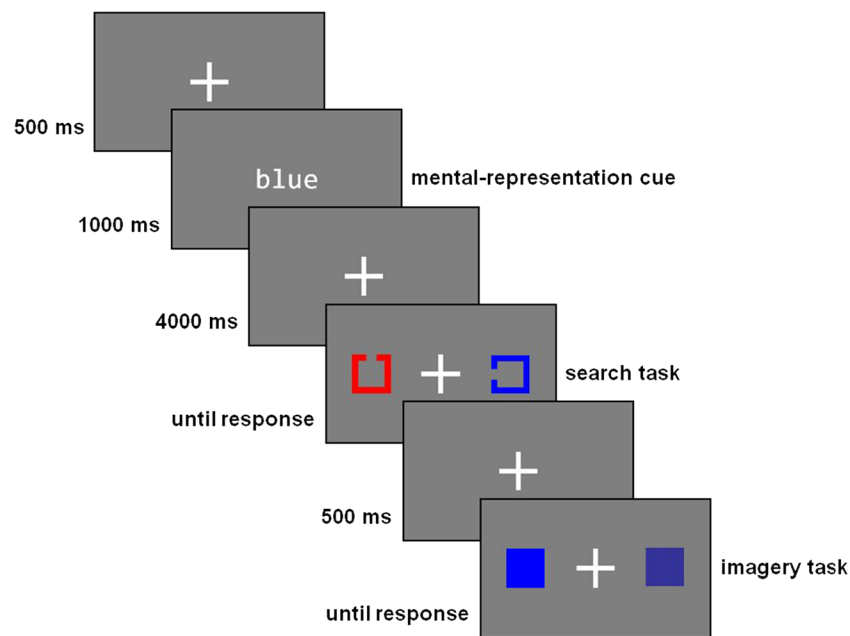 500 ms
blue
mental-representation cue
1000 ms
4000 ms
search task
until response
500 ms
imagery task
until response